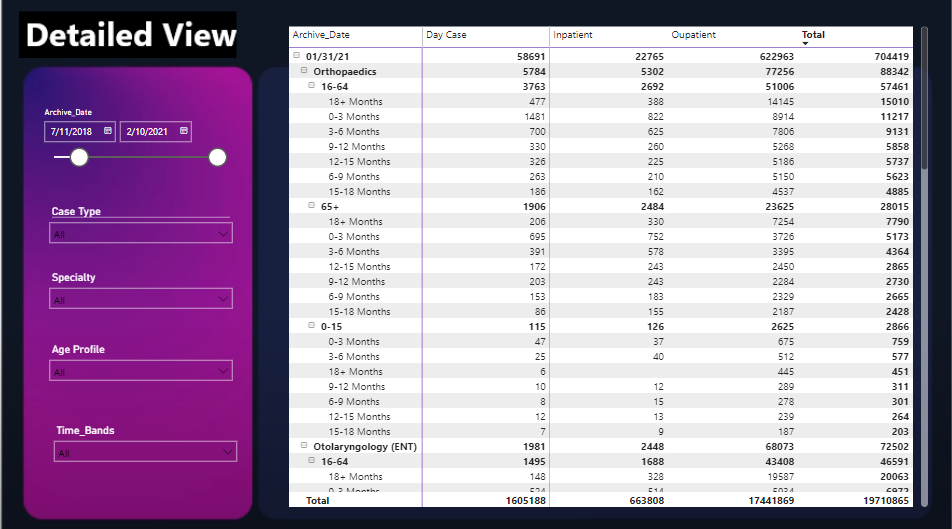 Detailed View
Archive_Date
7/11/2018 2/10/2021
Case Type
All
Specialty
All
Age Profile
All
Time_Bands
All
Archive_Date Day Case Inpatient Oupatient Total
01/31/21 58691 22765 622963 704419
Orthopaedics 5784 5302 77256 88342
16-64 3763 2692 51006 57461
18+ Months 477 388 14145 15010
0-3 Months 1481 822 8914 11217
3-6 Months 700 625 7806 9131
9-12 Months 330 260 5268 5858
12-15 Months 326 225 5186 5737
6-9 Months 263 210 5150 5623
15-18 Months 186 162 4537 4885
65+ 1906 2484 23625 28015
18+ Months 206 330 7254 7790
0-3 Months 695 752 3726 5173
3-6 Months 391 578 3395 4364
12-15 Months 172 243 2450 2865
9-12 Months 203 243 2284 2730
6-9 Months 153 183 2329 2665
15-18 Months 86 155 2187 2428
0-15 115 126 2625 2866
0-3 Months 47 37 675 759
3-6 Months 25 40 512 577
18+ Months 6 445 451
9-12 Months 10 12 289 311
6-9 Months 8 15 278 301
12-15 Months 12 13 239 264
15-18 Months 7 9 187 203
Otolaryngology (ENT) 1981 2448 68073 72502
16-64 1495 1688 43408 46591
18+ Months 148 328 19587 20063
0-3 Months 524 514 5934 6972
Total 1605188 663808 17441869 19710865